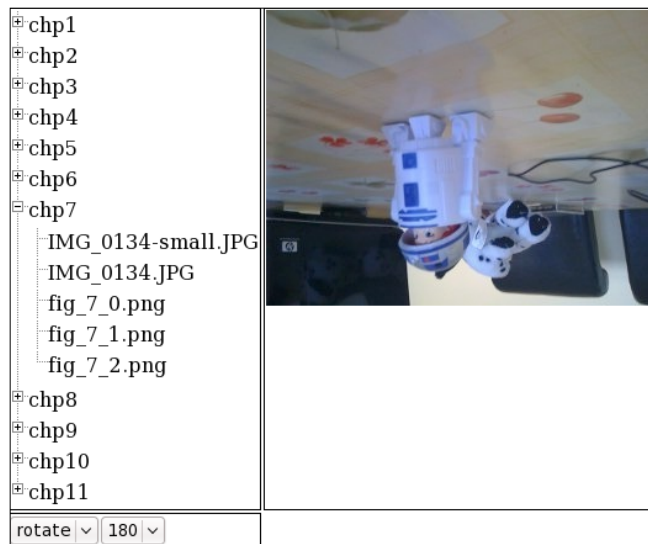 chp1
chp2
chp3
chp4
chp5
chp6
chp7
IMG_0134-small.JPG
IMG_0134.JPG
fig_7_0.png
fig_7_1.png
fig_7_2.png
chp8
chp9
chp10
chp11
hp
rotate 180